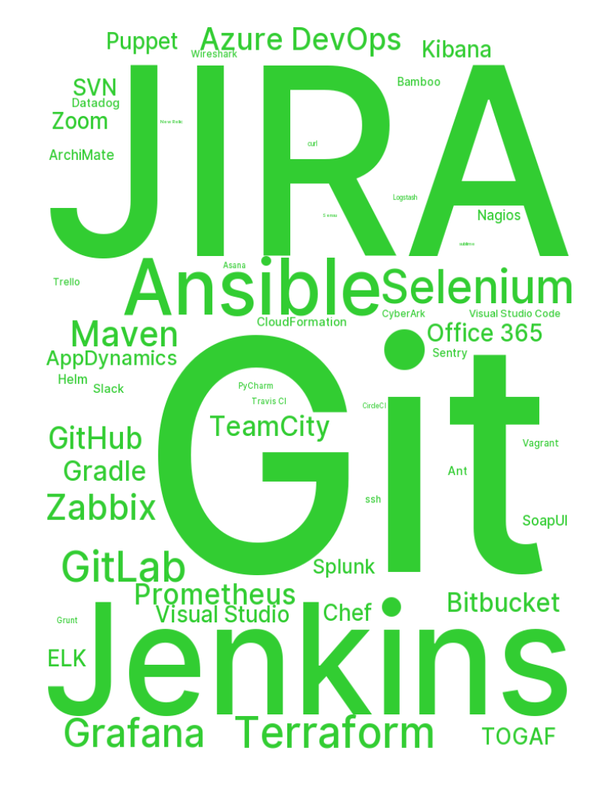 Puppet
Azure DevOps
Wireshark
Kibana
SVN
Datadog
Zoom
ArchiMate
Bamboo
JIRA
curl
Logstash
Nagios
Trello
Asana
Ansible
Selenium
CyberArk
Visual Studio Code
CloudFormation
Maven
Office 365
AppDynamics
Sentry
Helm
Slack
PyCharm
Travis CI
CircleCI
TeamCity
Git
GitHub
Vagrant
Gradle
Ant
Zabbix
ssh
SoapUI
GitLab
Splunk
Prometheus
Visual Studio
Chef
Bitbucket
Grunt
Jenkins
ELK
Grafana
Terraform
TOGAF